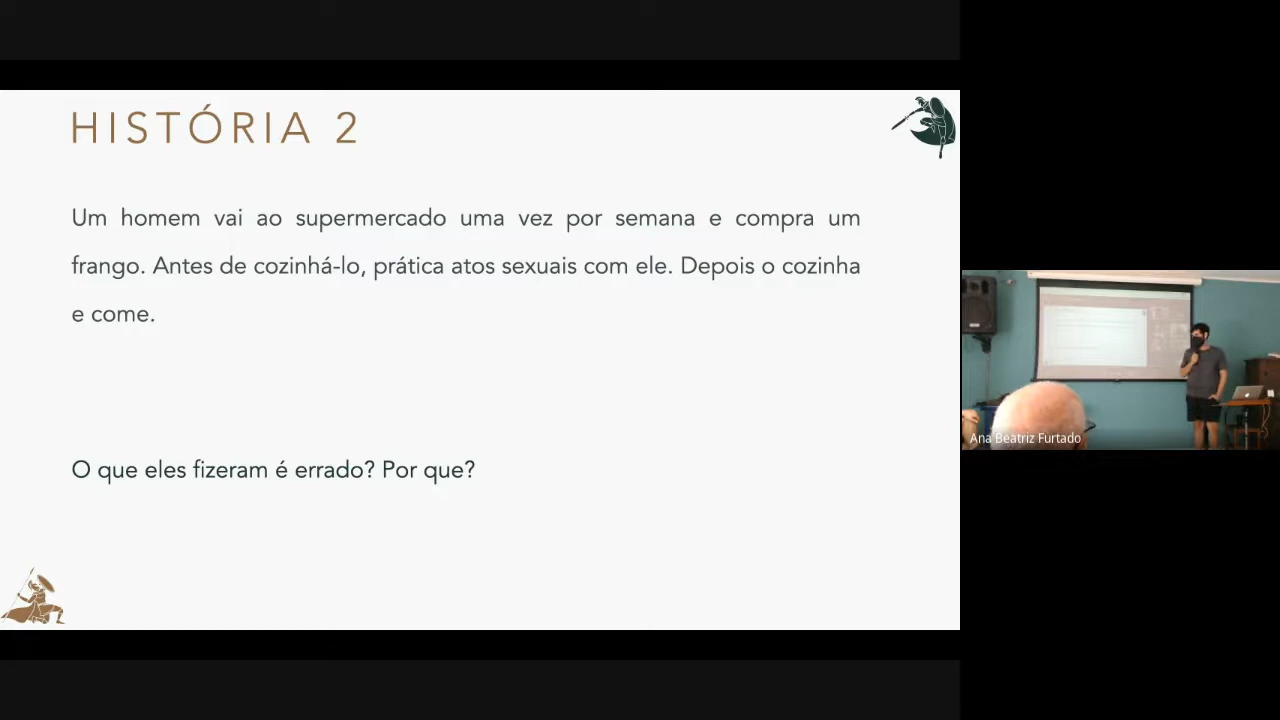 HISTÓRIA 2
Um homem vai ao supermercado uma vez por semana e compra um
frango. Antes de cozinhá-lo, prática atos sexuais com ele. Depois o cozinha
e come.
O que eles fizeram é errado? Por que?
Ana Beatriz Furtado